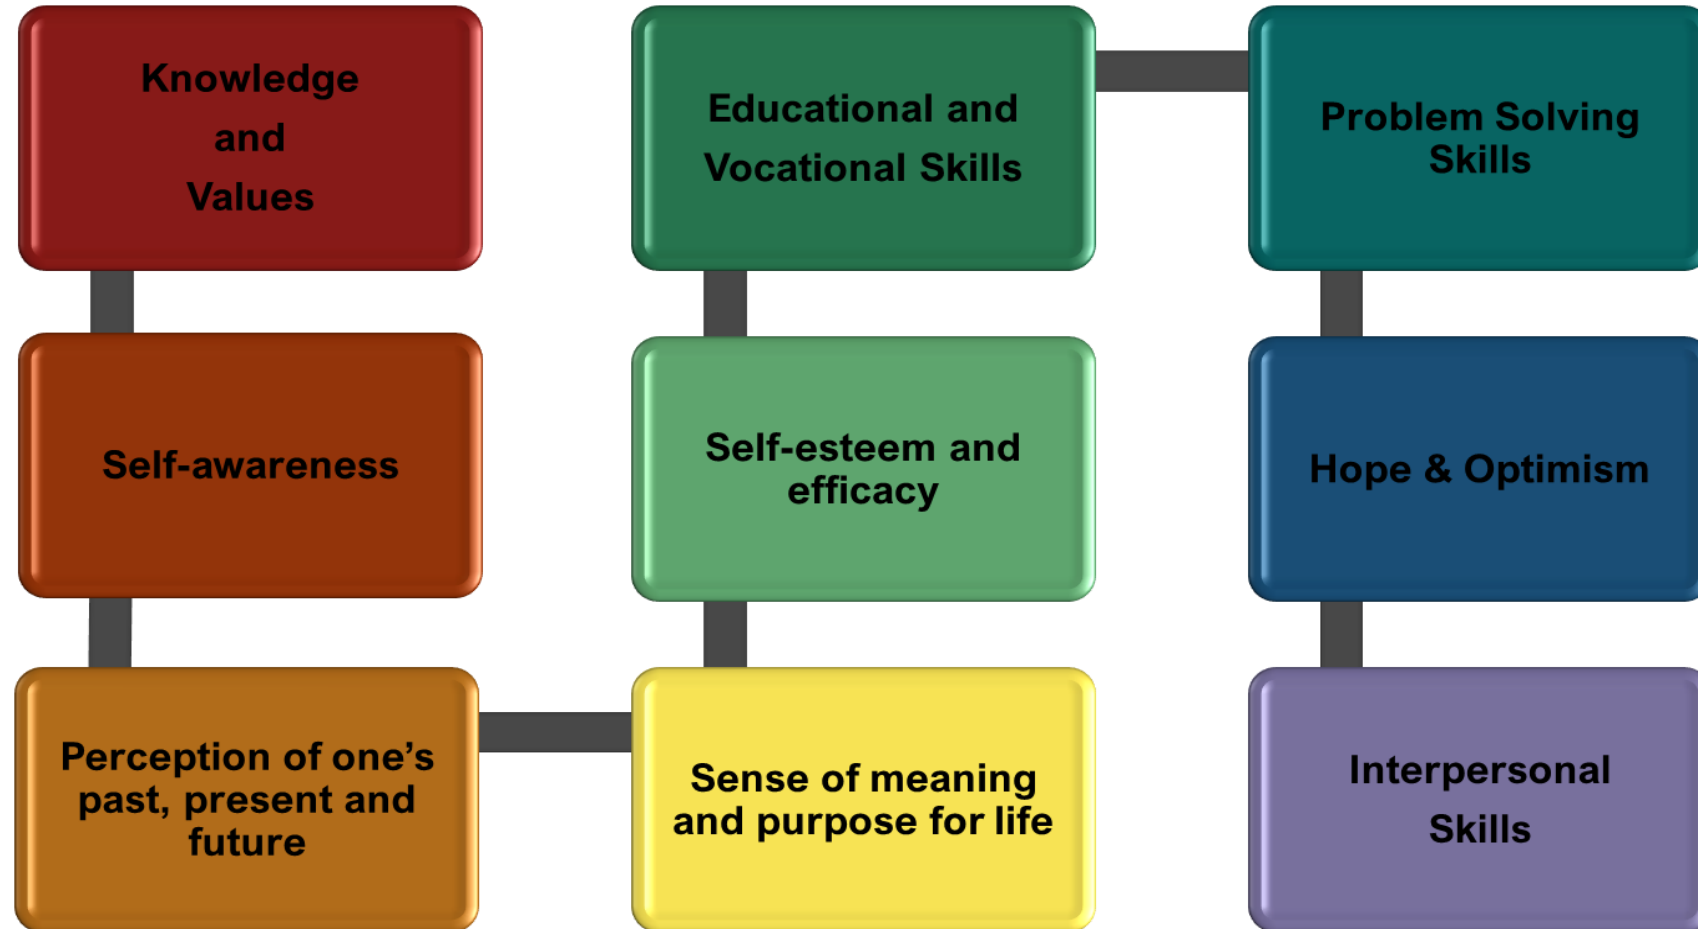 Knowledge
and
Values
Self-awareness
Perception of one’s
past, present and
future
Sense of meaning
and purpose for life
Self-esteem and
efficacy
Educational and
Vocational Skills
Problem Solving
Skills
Hope & Optimism
Interpersonal
Skills